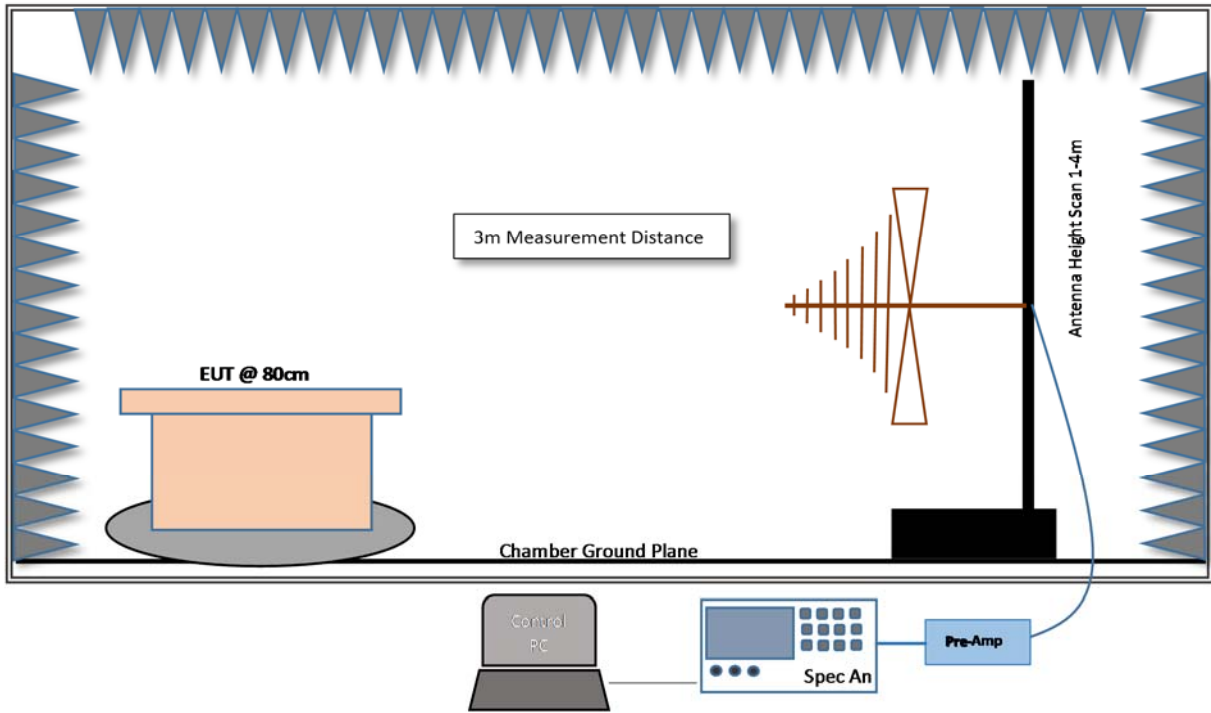 Antenna Height Scan 1-4m
3m Measurement Distance
EUT @ 80cm
Chamber Ground Plane
Control
PC
Spec An
Pre-Amp